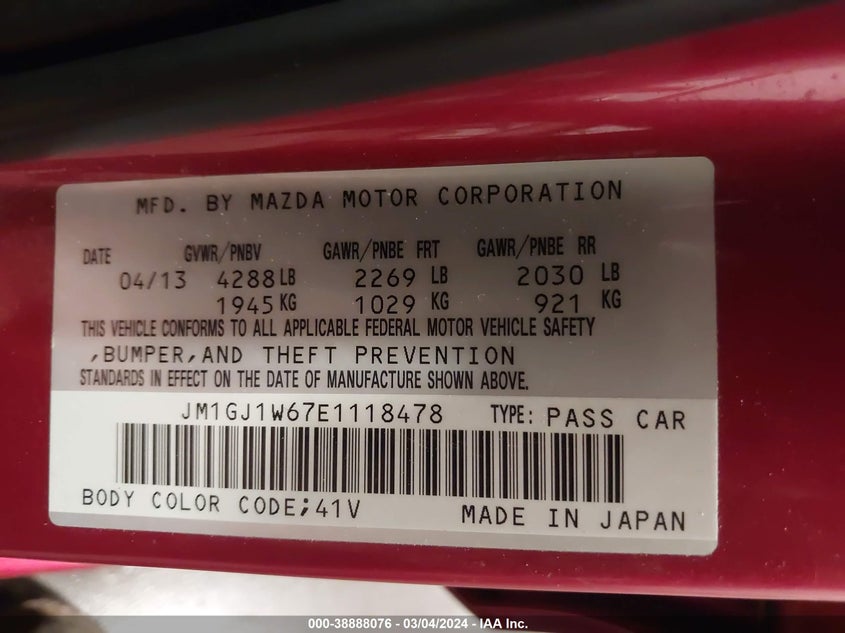 MFD. BY MAZDA MOTOR CORPORATION
DATE GVWR/PNBV GAWR/PNBE FRT GAWR/PNBE RR
04/13 4288 LB 2269 LB 2030 LB
1945 KG 1029 KG 921 KG
THIS VEHICLE CONFORMS TO ALL APPLICABLE FEDERAL MOTOR VEHICLE SAFETY
,BUMPER,AND THEFT PREVENTION
STANDARDS IN EFFECT ON THE DATE OF MANUFACTURE SHOWN ABOVE.
JM1GJ1W67E1118478 TYPE: PASS CAR
BODY COLOR CODE;41V MADE IN JAPAN
000-38888076 - 03/04/2024 - IAA Inc.